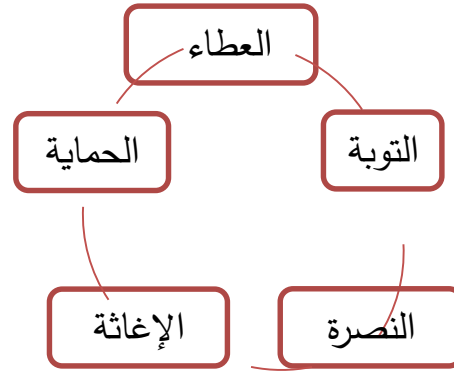 العطاء
التوبة
الحماية
النصرة
الإغاثة